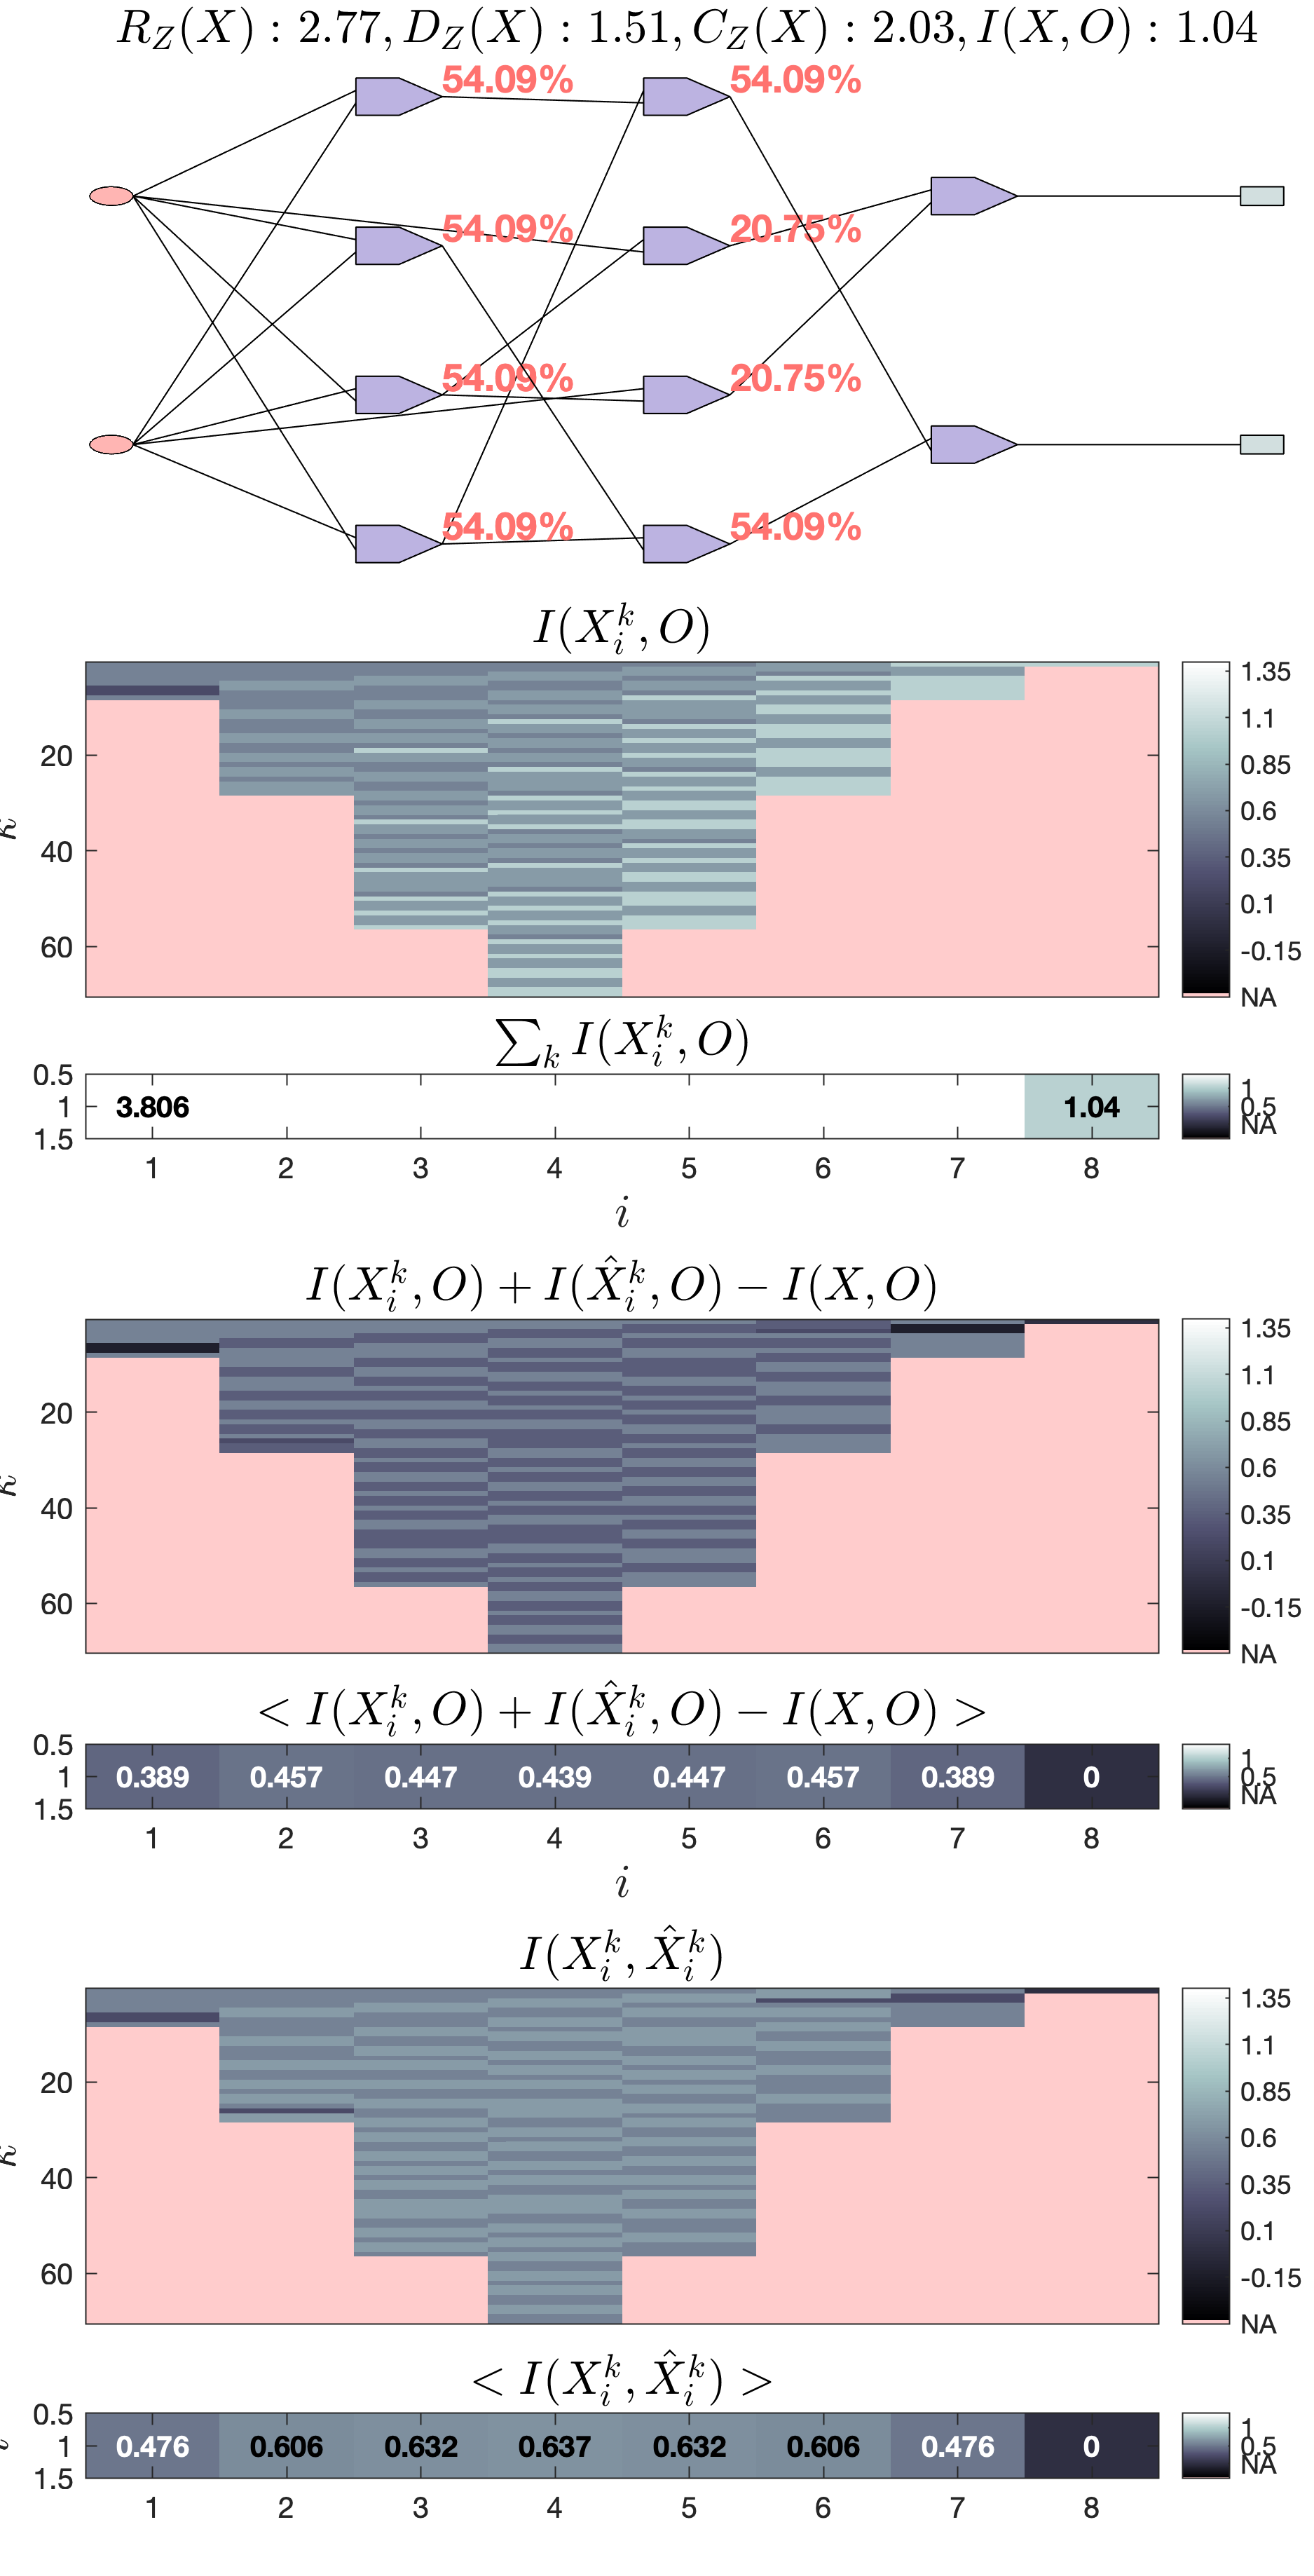 R_Z(X) : 2.77, D_Z(X) : 1.51, C_Z(X) : 2.03, I(X, O) : 1.04
54.09% 54.09%
54.09% 20.75%
54.09% 20.75%
54.09% 54.09%
I(X_i^k, O)
20
40
60
k
1.35
1.1
0.85
0.6
0.35
0.1
-0.15
NA
∑_k I(X_i^k, O)
0.5
1
1.5
3.806 1.04
1
0.5
NA
1 2 3 4 5 6 7 8
i
I(X_i^k, O) + I(X̂_i^k, O) − I(X, O)
20
40
60
k
1.35
1.1
0.85
0.6
0.35
0.1
-0.15
NA
< I(X_i^k, O) + I(X̂_i^k, O) − I(X, O) >
0.5
1
1.5
0.389 0.457 0.447 0.439 0.447 0.457 0.389 0
1
0.5
NA
1 2 3 4 5 6 7 8
i
I(X_i^k, X̂_i^k)
20
40
60
k
1.35
1.1
0.85
0.6
0.35
0.1
-0.15
NA
< I(X_i^k, X̂_i^k) >
0.5
1
1.5
0.476 0.606 0.632 0.637 0.632 0.606 0.476 0
1
0.5
NA
1 2 3 4 5 6 7 8